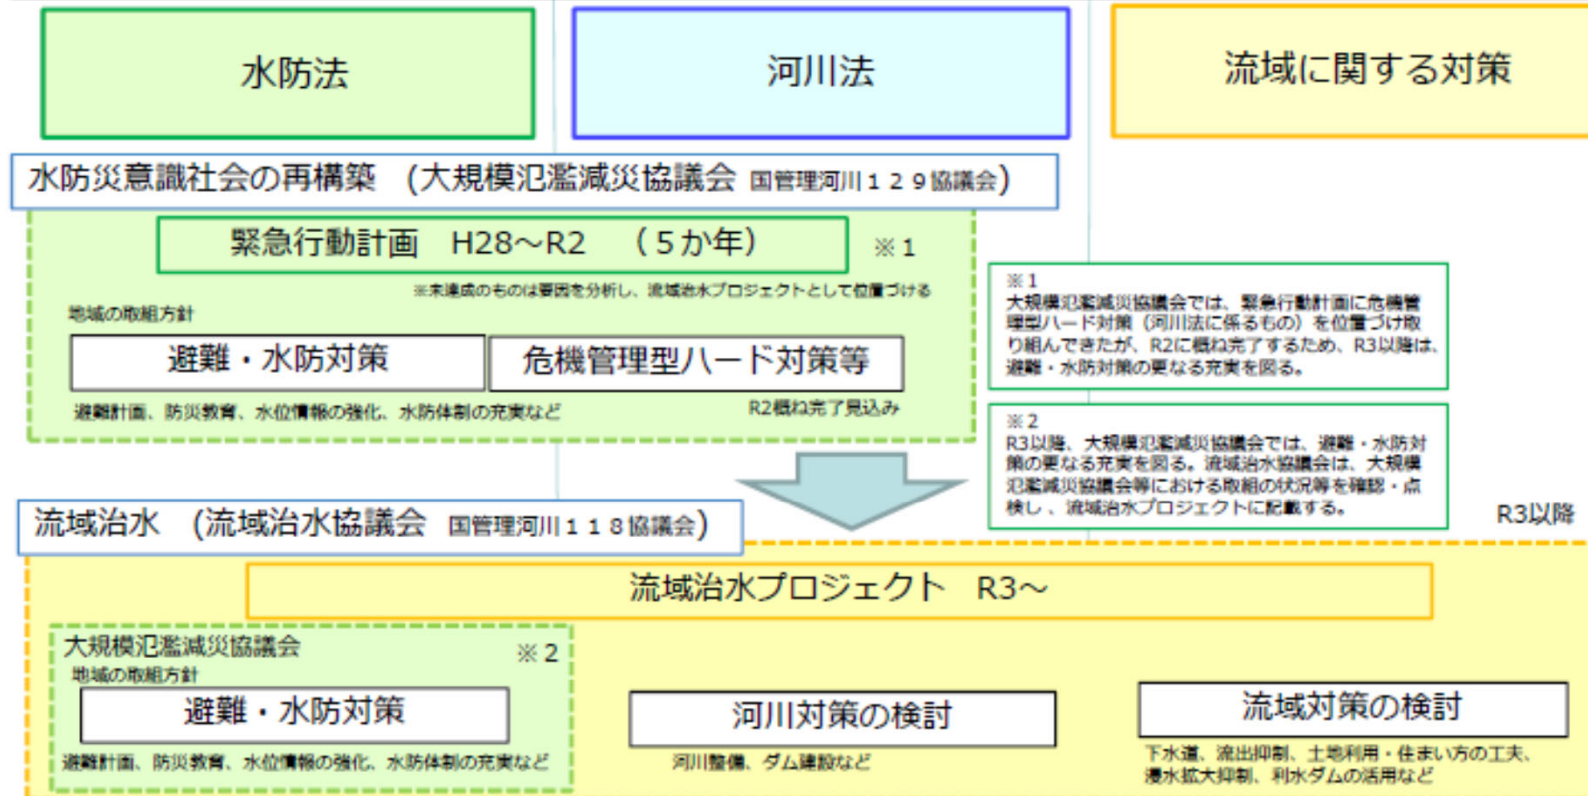 水防法
河川法
流域に関する対策
水防災意識社会の再構築 (大規模氾濫減災協議会 国管理河川129協議会)
緊急行動計画 H28～R2 (5か年)
※1
※未達成のものは要因を分析し、流域治水プロジェクトとして位置づける
地域の取組方針
避難・水防対策
危機管理型ハード対策等
避難計画、防災教育、水位情報の強化、水防体制の充実など
R2概ね完了見込み
※1
大規模氾濫減災協議会では、緊急行動計画に危機管
理型ハード対策（河川法に係るもの）を位置づけ取
り組んできたが、R2に概ね完了するため、R3以降は、
避難・水防対策の更なる充実を図る。
※2
R3以降、大規模氾濫減災協議会では、避難・水防対
策の更なる充実を図る。流域治水協議会は、大規模
氾濫減災協議会等における取組の状況等を確認・点
検し、流域治水プロジェクトに記載する。
流域治水 (流域治水協議会 国管理河川118協議会)
R3以降
流域治水プロジェクト R3～
大規模氾濫減災協議会
※2
地域の取組方針
避難・水防対策
避難計画、防災教育、水位情報の強化、水防体制の充実など
河川対策の検討
河川整備、ダム建設など
流域対策の検討
下水道、流出抑制、土地利用・住まい方の工夫、
浸水拡大抑制、利水ダムの活用など